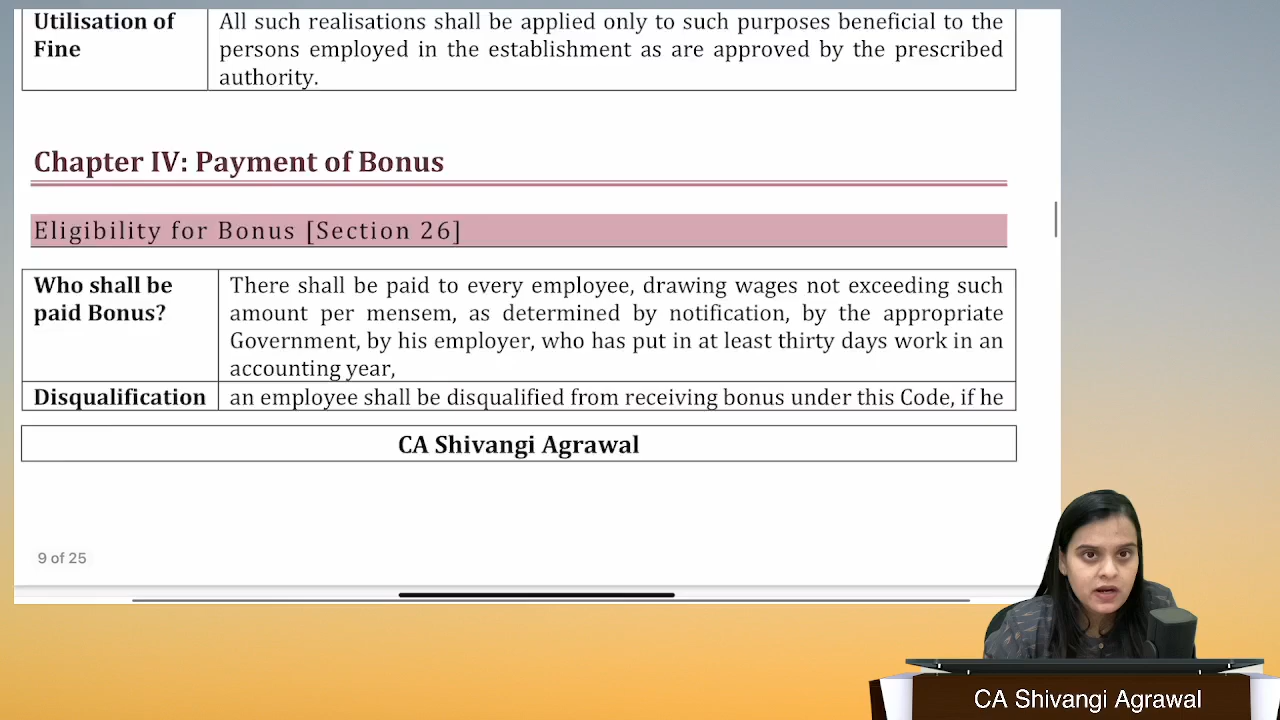 Utilisation of
Fine
All such realisations shall be applied only to such purposes beneficial to the
persons employed in the establishment as are approved by the prescribed
authority.
Chapter IV: Payment of Bonus
Eligibility for Bonus [Section 26]
Who shall be
paid Bonus?
There shall be paid to every employee, drawing wages not exceeding such
amount per mensem, as determined by notification, by the appropriate
Government, by his employer, who has put in at least thirty days work in an
accounting year,
Disqualification
an employee shall be disqualified from receiving bonus under this Code, if he
CA Shivangi Agrawal
9 of 25
CA Shivangi Agrawal